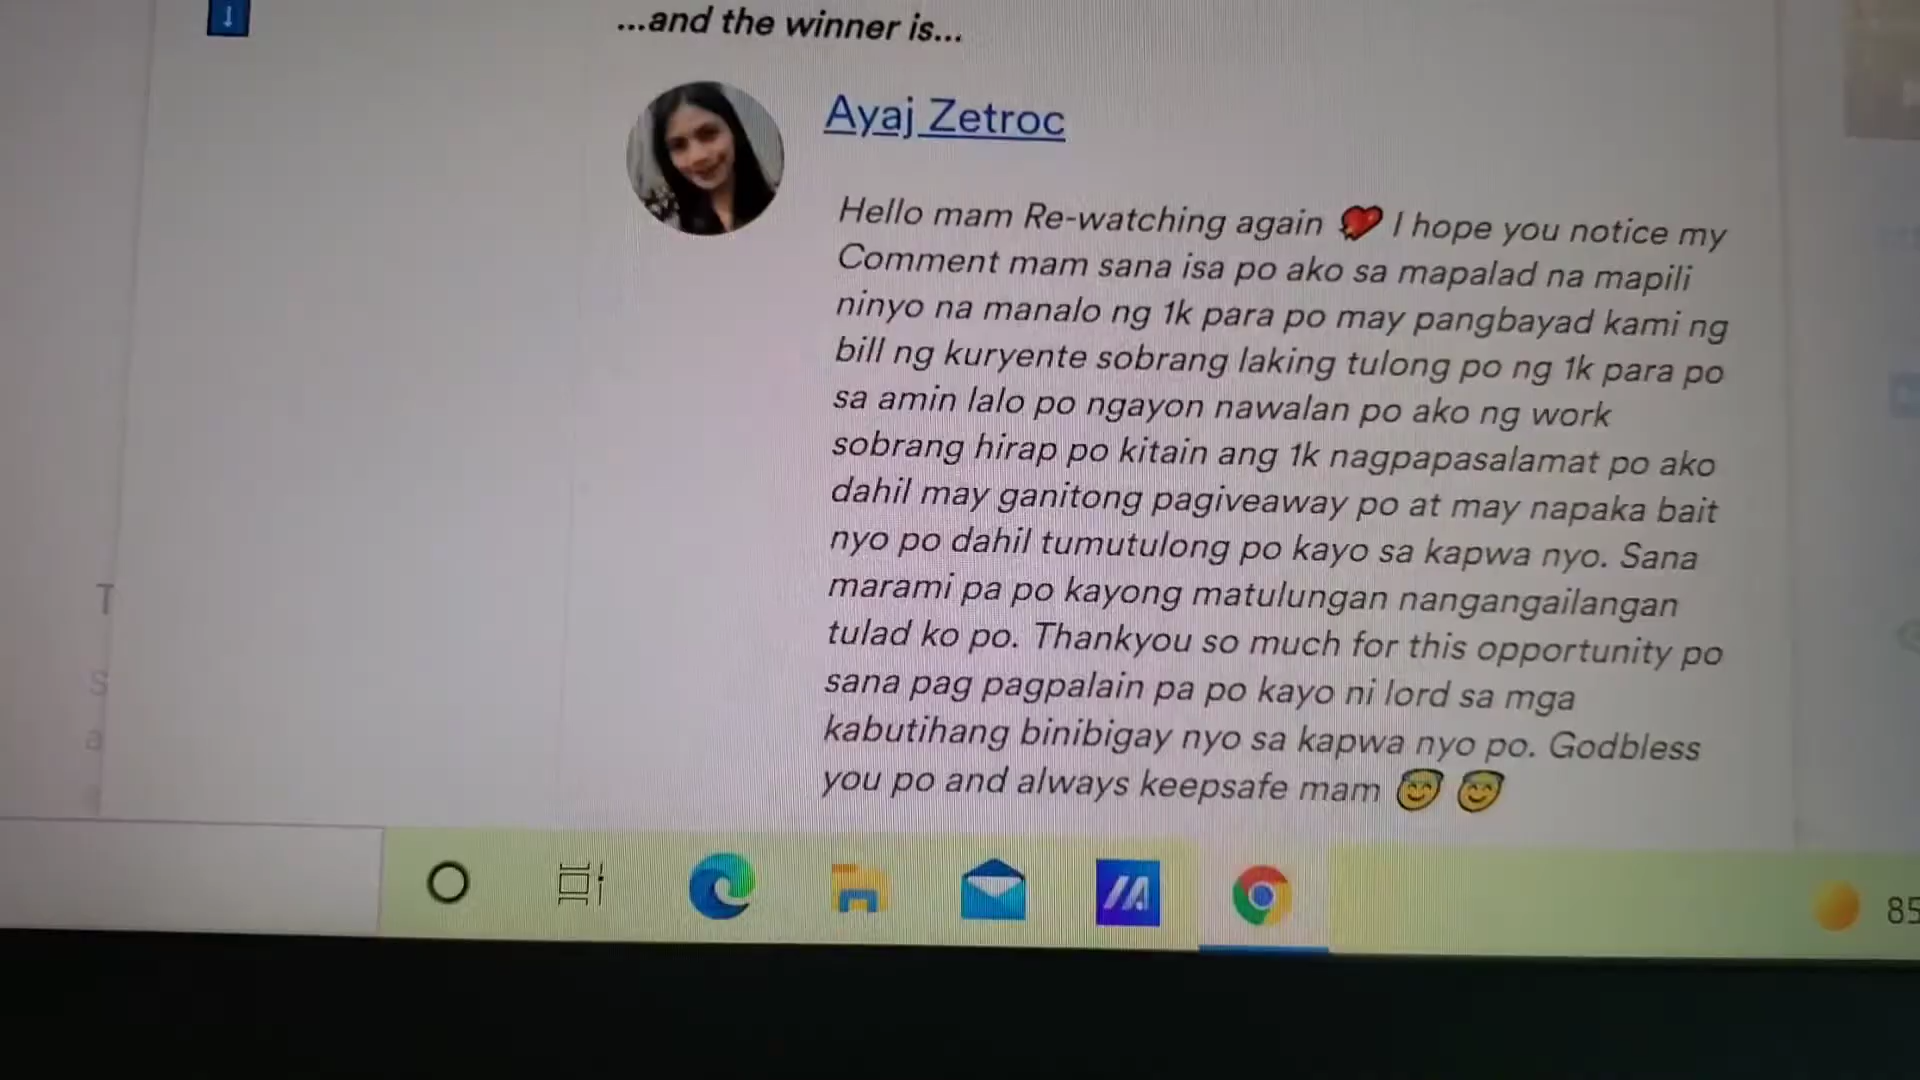 ...and the winner is...
Ayaj Zetroc
Hello mam Re-watching again 💘 I hope you notice my
Comment mam sana isa po ako sa mapalad na mapili
ninyo na manalo ng 1k para po may pangbayad kami ng
bill ng kuryente sobrang laking tulong po ng 1k para po
sa amin lalo po ngayon nawalan po ako ng work
sobrang hirap po kitain ang 1k nagpapasalamat po ako
dahil may ganitong pagiveaway po at may napaka bait
nyo po dahil tumutulong po kayo sa kapwa nyo. Sana
marami pa po kayong matulungan nangangailangan
tulad ko po. Thankyou so much for this opportunity po
sana pag pagpalain pa po kayo ni lord sa mga
kabutihang binibigay nyo sa kapwa nyo po. Godbless
you po and always keepsafe mam 😇 😇
T
S
a
85